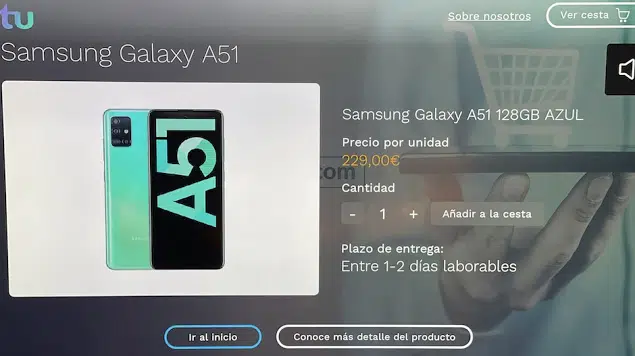 tu
Sobre nosotros
Ver cesta
Samsung Galaxy A51
A51
Samsung Galaxy A51 128GB AZUL
Precio por unidad
229,00€
com
Cantidad
- 1 +
Añadir a la cesta
Plazo de entrega:
Entre 1-2 días laborables
Ir al inicio
Conoce más detalle del producto